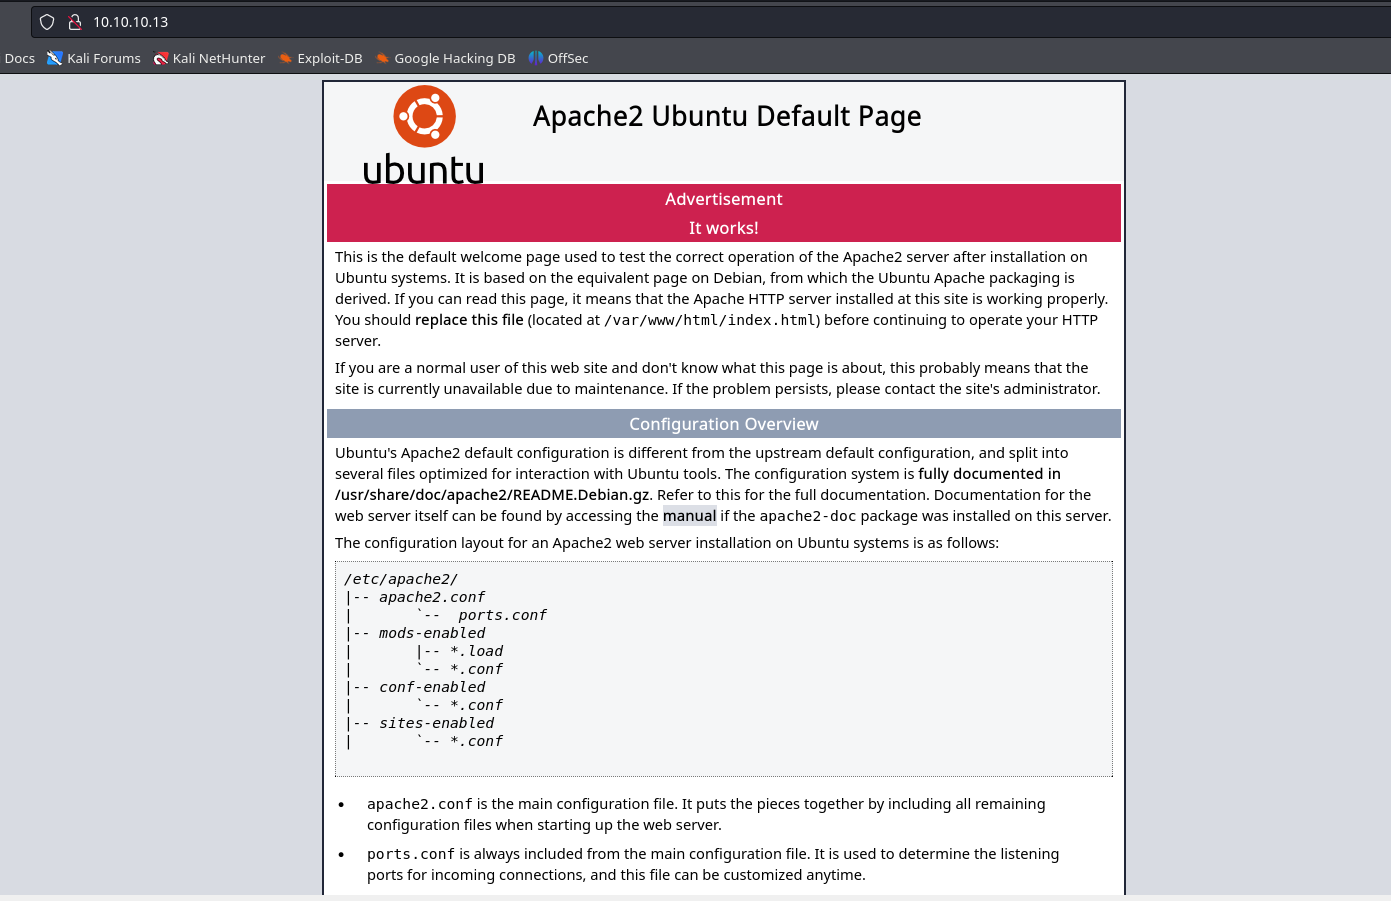 10.10.10.13
Docs Kali Forums Kali NetHunter Exploit-DB Google Hacking DB OffSec
ubuntu
Apache2 Ubuntu Default Page
Advertisement
It works!
This is the default welcome page used to test the correct operation of the Apache2 server after installation on
Ubuntu systems. It is based on the equivalent page on Debian, from which the Ubuntu Apache packaging is
derived. If you can read this page, it means that the Apache HTTP server installed at this site is working properly.
You should replace this file (located at /var/www/html/index.html) before continuing to operate your HTTP
server.
If you are a normal user of this web site and don't know what this page is about, this probably means that the
site is currently unavailable due to maintenance. If the problem persists, please contact the site's administrator.
Configuration Overview
Ubuntu's Apache2 default configuration is different from the upstream default configuration, and split into
several files optimized for interaction with Ubuntu tools. The configuration system is fully documented in
/usr/share/doc/apache2/README.Debian.gz. Refer to this for the full documentation. Documentation for the
web server itself can be found by accessing the manual if the apache2-doc package was installed on this server.
The configuration layout for an Apache2 web server installation on Ubuntu systems is as follows:
/etc/apache2/
|-- apache2.conf
|       `--  ports.conf
|-- mods-enabled
|       |-- *.load
|       `-- *.conf
|-- conf-enabled
|       `-- *.conf
|-- sites-enabled
|       `-- *.conf
• apache2.conf is the main configuration file. It puts the pieces together by including all remaining
configuration files when starting up the web server.
• ports.conf is always included from the main configuration file. It is used to determine the listening
ports for incoming connections, and this file can be customized anytime.